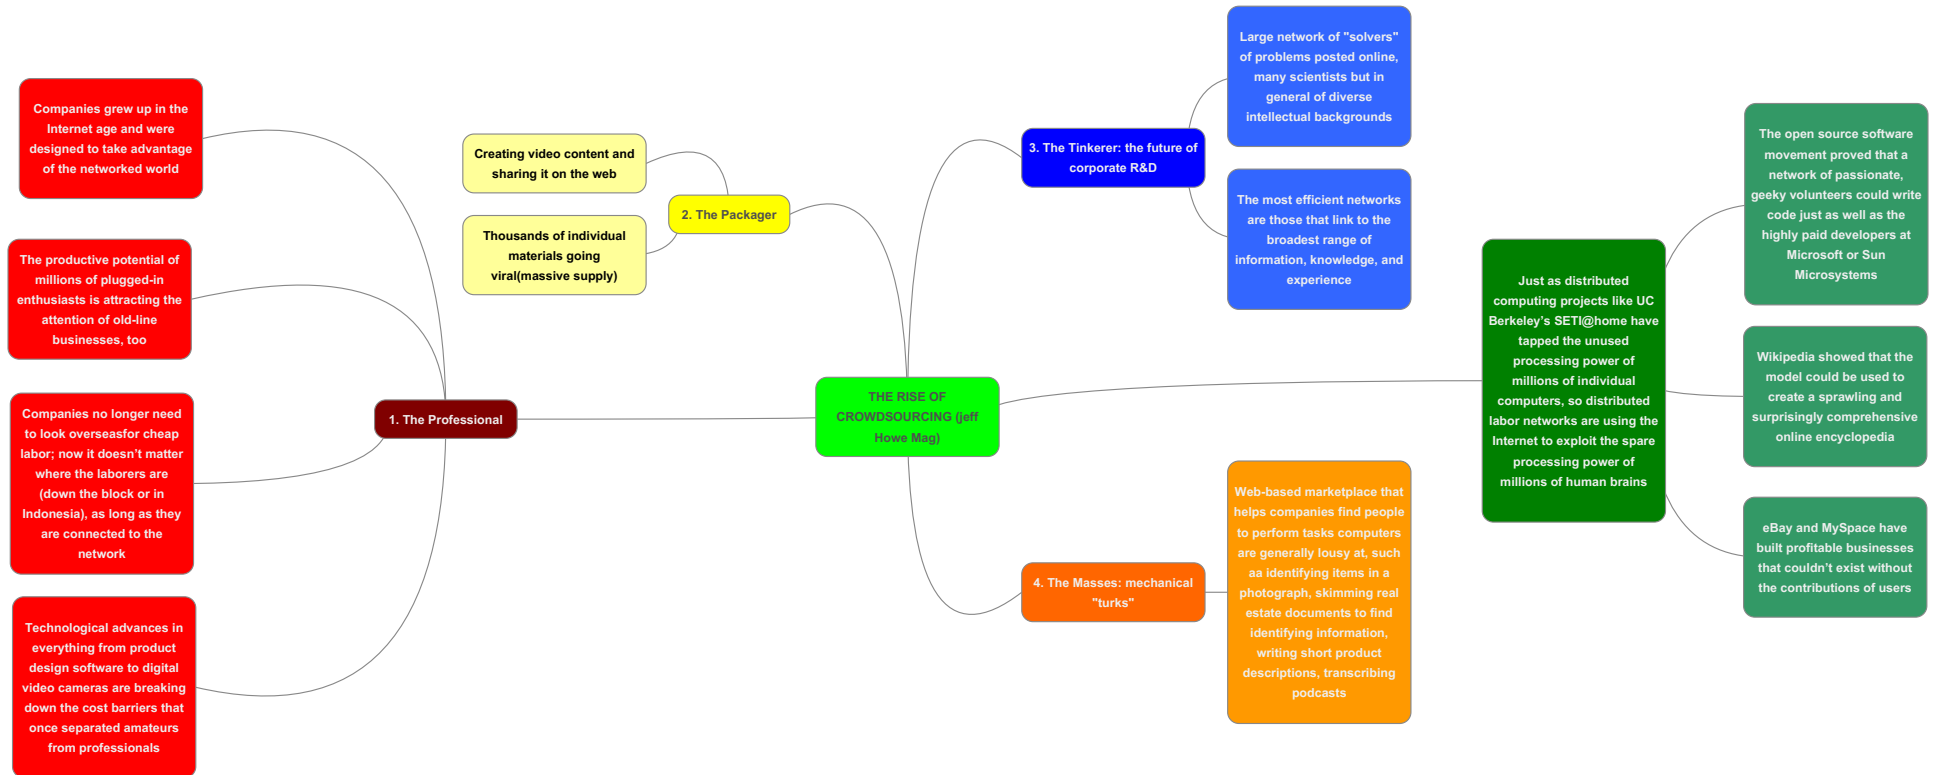 THE RISE OF
CROWDSOURCING (jeff
Howe Mag)
1. The Professional
Companies grew up in the
Internet age and were
designed to take advantage
of the networked world
The productive potential of
millions of plugged-in
enthusiasts is attracting the
attention of old-line
businesses, too
Companies no longer need
to look overseasfor cheap
labor; now it doesn’t matter
where the laborers are
(down the block or in
Indonesia), as long as they
are connected to the
network
Technological advances in
everything from product
design software to digital
video cameras are breaking
down the cost barriers that
once separated amateurs
from professionals
2. The Packager
Creating video content and
sharing it on the web
Thousands of individual
materials going
viral(massive supply)
3. The Tinkerer: the future of
corporate R&D
Large network of "solvers"
of problems posted online,
many scientists but in
general of diverse
intellectual backgrounds
The most efficient networks
are those that link to the
broadest range of
information, knowledge, and
experience
4. The Masses: mechanical
"turks"
Web-based marketplace that
helps companies find people
to perform tasks computers
are generally lousy at, such
aa identifying items in a
photograph, skimming real
estate documents to find
identifying information,
writing short product
descriptions, transcribing
podcasts
Just as distributed
computing projects like UC
Berkeley’s SETI@home have
tapped the unused
processing power of
millions of individual
computers, so distributed
labor networks are using the
Internet to exploit the spare
processing power of
millions of human brains
The open source software
movement proved that a
network of passionate,
geeky volunteers could write
code just as well as the
highly paid developers at
Microsoft or Sun
Microsystems
Wikipedia showed that the
model could be used to
create a sprawling and
surprisingly comprehensive
online encyclopedia
eBay and MySpace have
built profitable businesses
that couldn’t exist without
the contributions of users